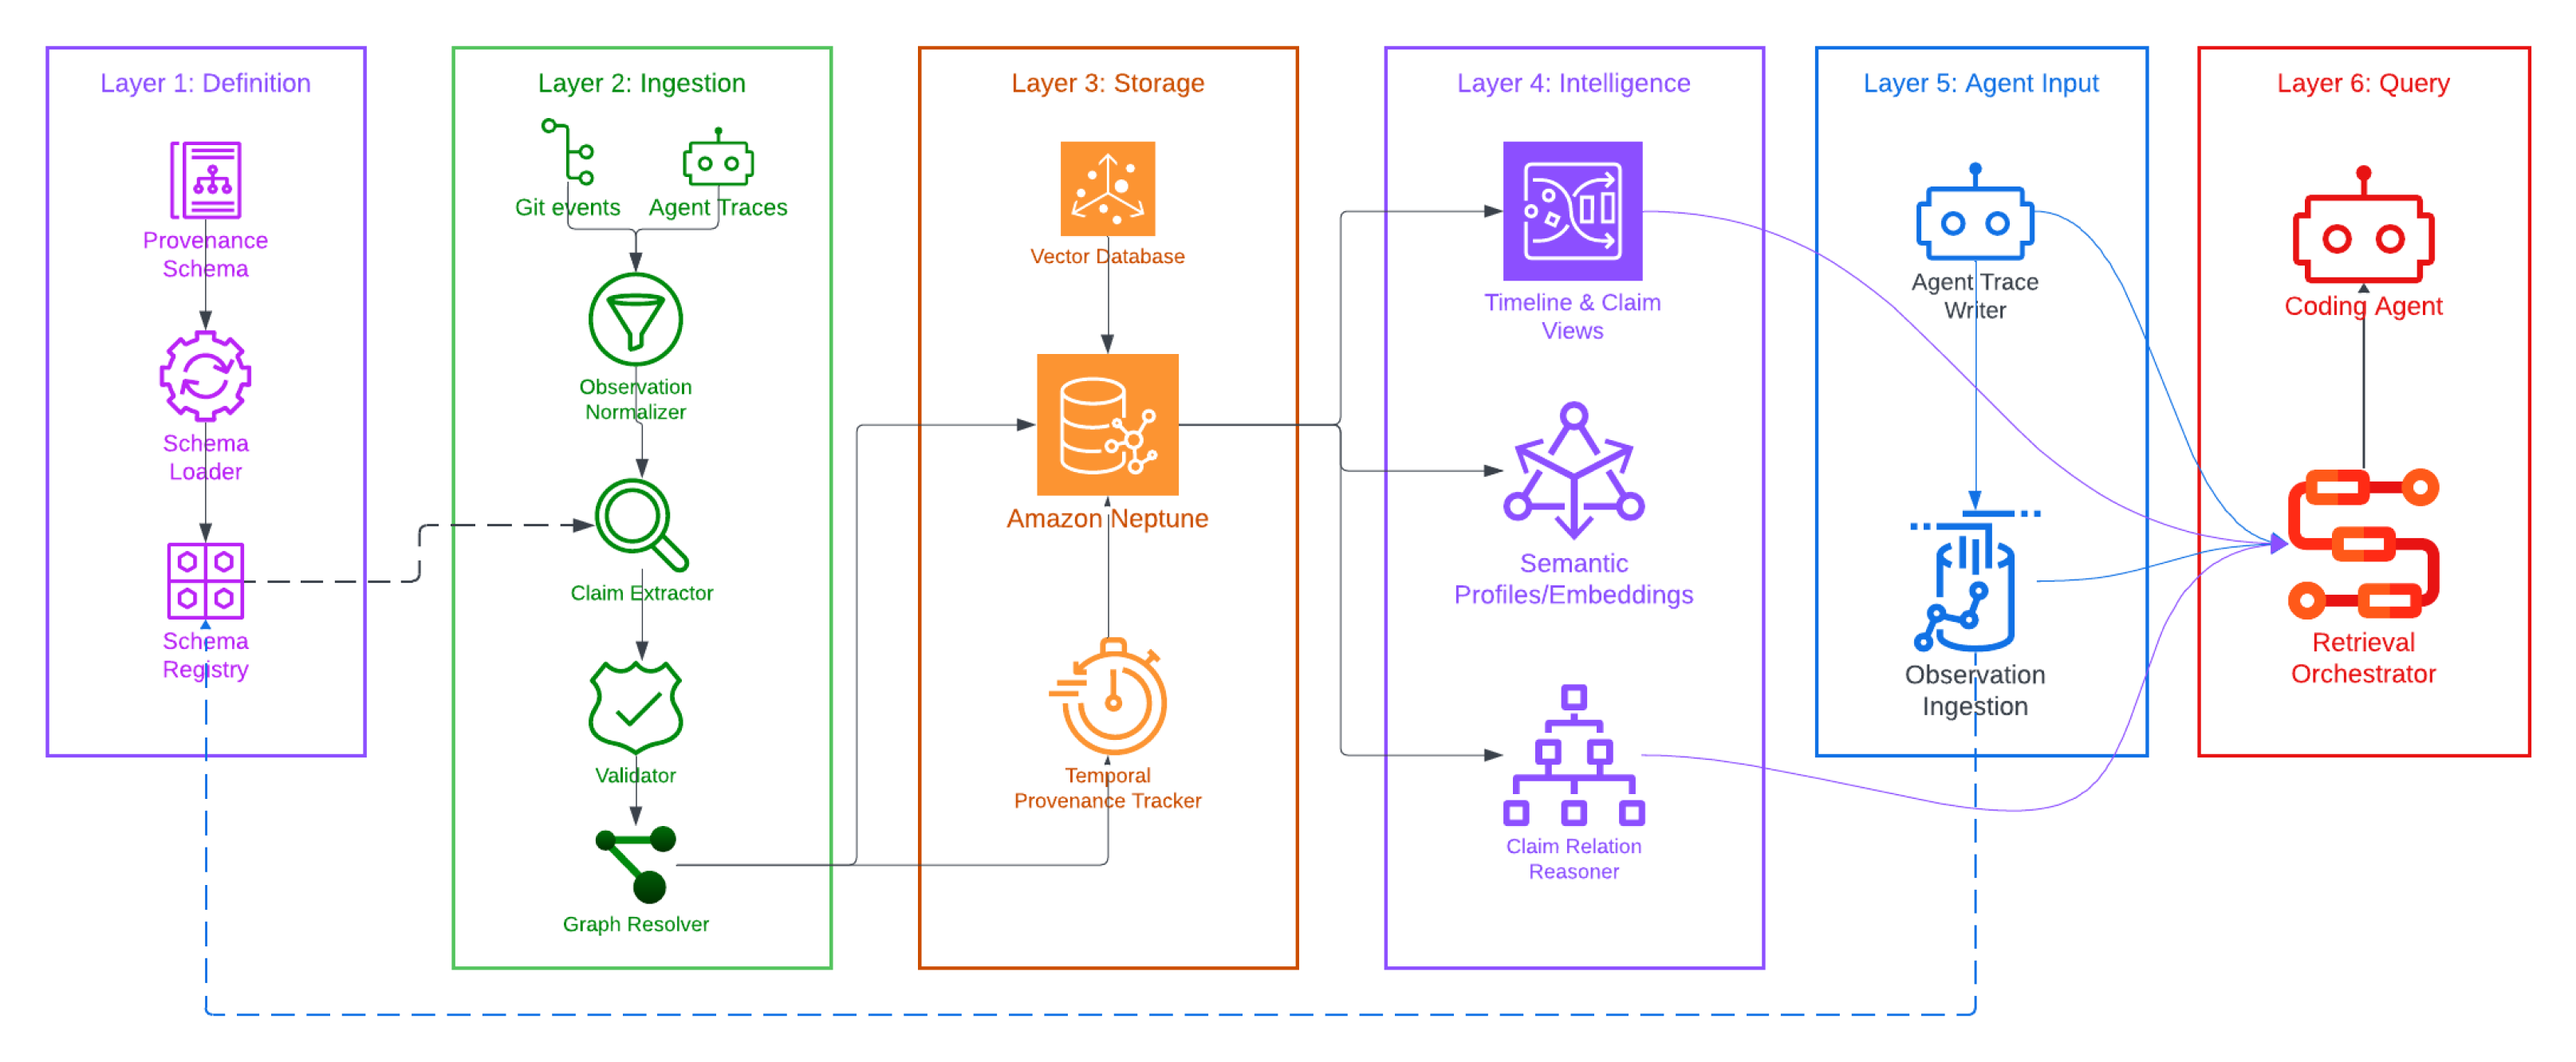 Layer 1: Definition
Provenance
Schema
Schema
Loader
Schema
Registry
Layer 2: Ingestion
Git events
Agent Traces
Observation
Normalizer
Claim Extractor
Validator
Graph Resolver
Layer 3: Storage
Vector Database
Amazon Neptune
Temporal
Provenance Tracker
Layer 4: Intelligence
Timeline & Claim
Views
Semantic
Profiles/Embeddings
Claim Relation
Reasoner
Layer 5: Agent Input
Agent Trace
Writer
Observation
Ingestion
Layer 6: Query
Coding Agent
Retrieval
Orchestrator